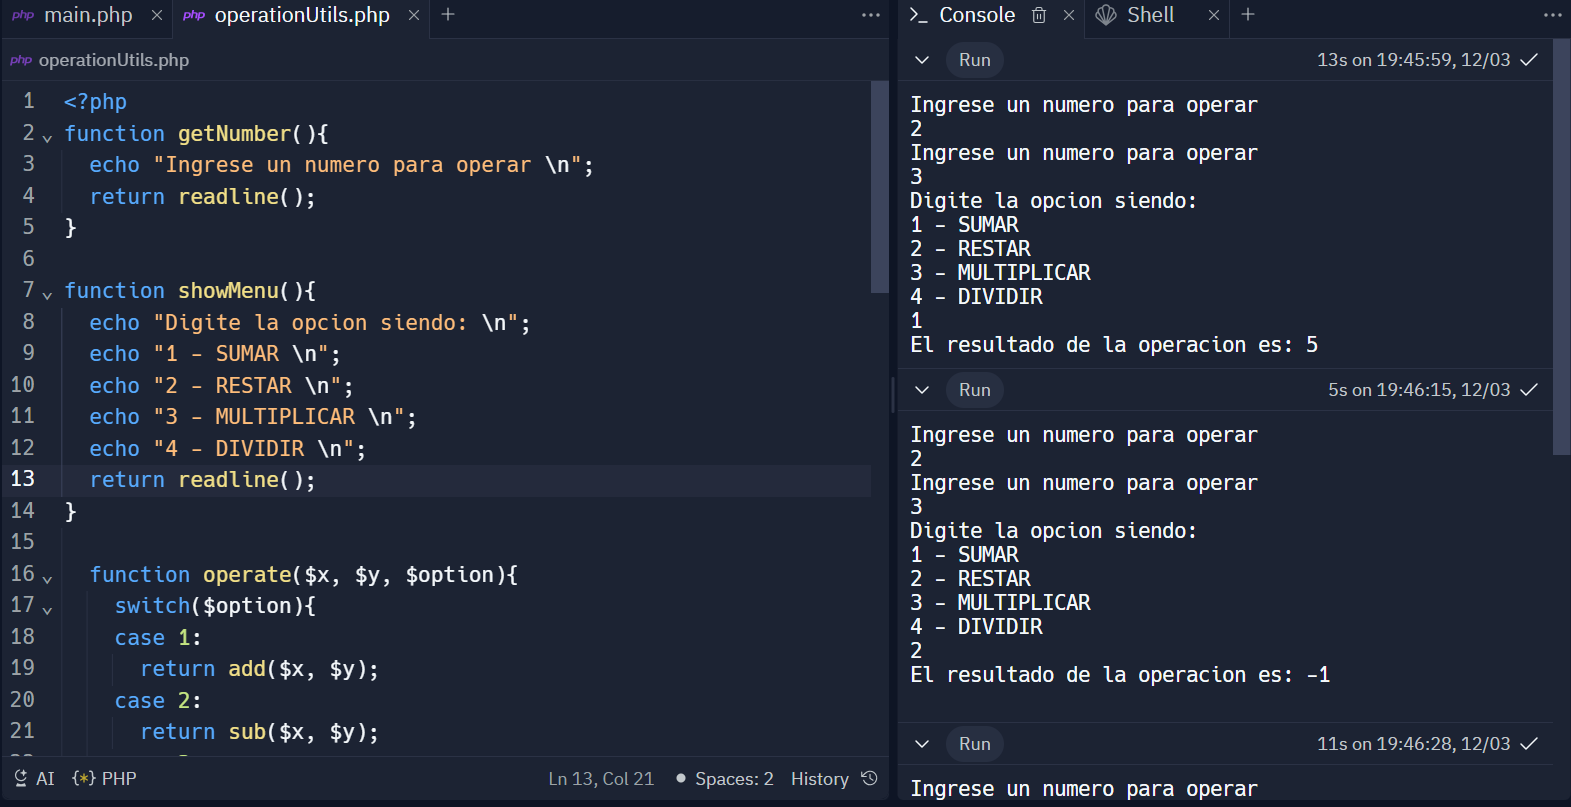 php main.php × php operationUtils.php × + ...
php operationUtils.php
1 <?php
2 function getNumber(){
3 echo "Ingrese un numero para operar \n";
4 return readline();
5 }
6
7 function showMenu(){
8 echo "Digite la opcion siendo: \n";
9 echo "1 - SUMAR \n";
10 echo "2 - RESTAR \n";
11 echo "3 - MULTIPLICAR \n";
12 echo "4 - DIVIDIR \n";
13 return readline();
14 }
15
16 function operate($x, $y, $option){
17 switch($option){
18 case 1:
19 return add($x, $y);
20 case 2:
21 return sub($x, $y);
AI {*} PHP Ln 13, Col 21 Spaces: 2 History
>_ Console × Shell × + ...
Run 13s on 19:45:59, 12/03
Ingrese un numero para operar
2
Ingrese un numero para operar
3
Digite la opcion siendo:
1 - SUMAR
2 - RESTAR
3 - MULTIPLICAR
4 - DIVIDIR
1
El resultado de la operacion es: 5
Run 5s on 19:46:15, 12/03
Ingrese un numero para operar
2
Ingrese un numero para operar
3
Digite la opcion siendo:
1 - SUMAR
2 - RESTAR
3 - MULTIPLICAR
4 - DIVIDIR
2
El resultado de la operacion es: -1
Run 11s on 19:46:28, 12/03
Ingrese un numero para operar